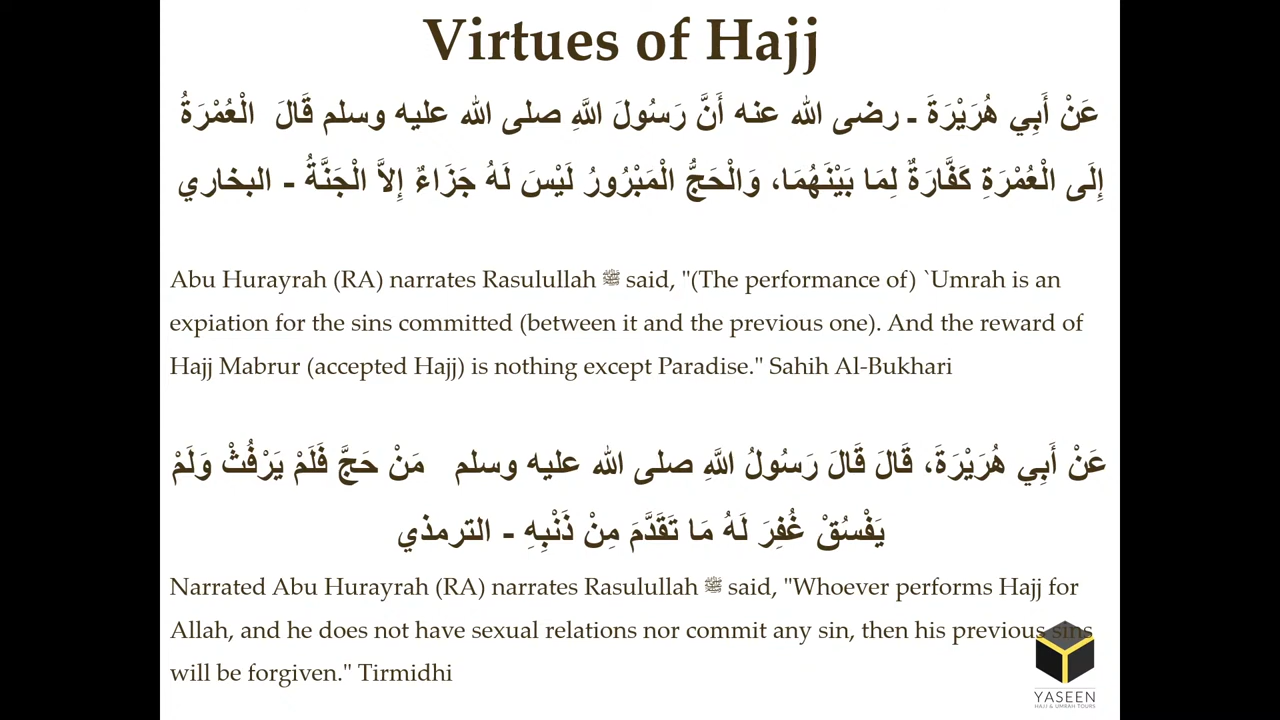 Virtues of Hajj
عَنْ أَبِي هُرَيْرَةَ ـ رضى الله عنه أَنَّ رَسُولَ اللَّهِ صلى الله عليه وسلم قَالَ الْعُمْرَةُ
إِلَى الْعُمْرَةِ كَفَّارَةٌ لِمَا بَيْنَهُمَا، وَالْحَجُّ الْمَبْرُورُ لَيْسَ لَهُ جَزَاءٌ إِلاَّ الْجَنَّةُ - البخاري
Abu Hurayrah (RA) narrates Rasulullah ﷺ said, "(The performance of) `Umrah is an
expiation for the sins committed (between it and the previous one). And the reward of
Hajj Mabrur (accepted Hajj) is nothing except Paradise." Sahih Al-Bukhari
عَنْ أَبِي هُرَيْرَةَ، قَالَ قَالَ رَسُولُ اللَّهِ صلى الله عليه وسلم مَنْ حَجَّ فَلَمْ يَرْفُثْ وَلَمْ
يَفْسُقْ غُفِرَ لَهُ مَا تَقَدَّمَ مِنْ ذَنْبِهِ - الترمذي
Narrated Abu Hurayrah (RA) narrates Rasulullah ﷺ said, "Whoever performs Hajj for
Allah, and he does not have sexual relations nor commit any sin, then his previous sins
will be forgiven." Tirmidhi
YASEEN
HAJJ & UMRAH TOURS